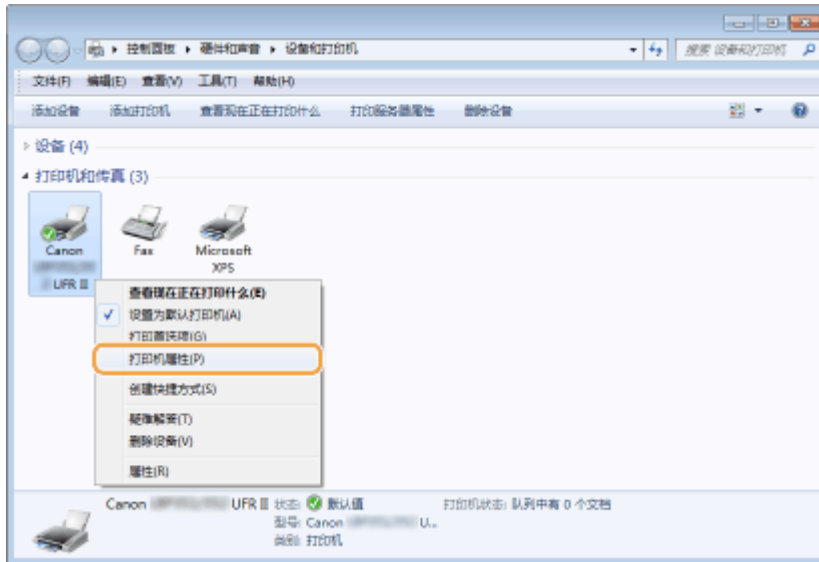 控制面板 ▸ 硬件和声音 ▸ 设备和打印机
搜索 设备和打印机
文件(F) 编辑(E) 查看(V) 工具(T) 帮助(H)
添加设备 添加打印机 查看现在正在打印什么 打印服务器属性 删除设备
设备 (4)
打印机和传真 (3)
Canon
UFR II
Fax
Microsoft
XPS
查看现在正在打印什么(E)
设置为默认打印机(A)
打印首选项(G)
打印机属性(P)
创建快捷方式(S)
疑难解答(T)
删除设备(V)
属性(R)
Canon UFR II 状态: 默认值 打印机状态: 队列中有 0 个文档
型号: Canon U...
类别: 打印机